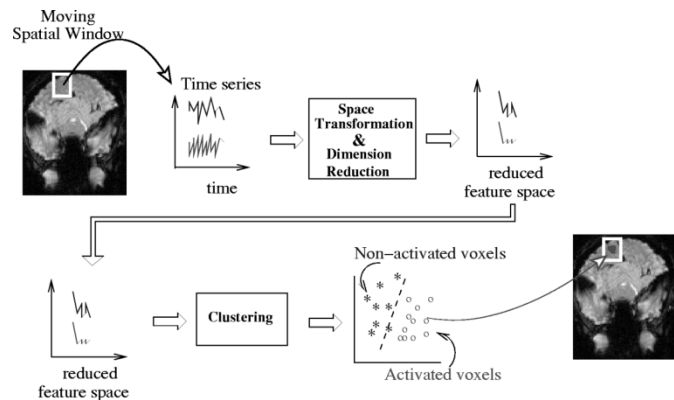 Moving
Spatial Window
Time series
time
Space
Transformation
&
Dimension
Reduction
reduced
feature space
reduced
feature space
Clustering
Non-activated voxels
Activated voxels